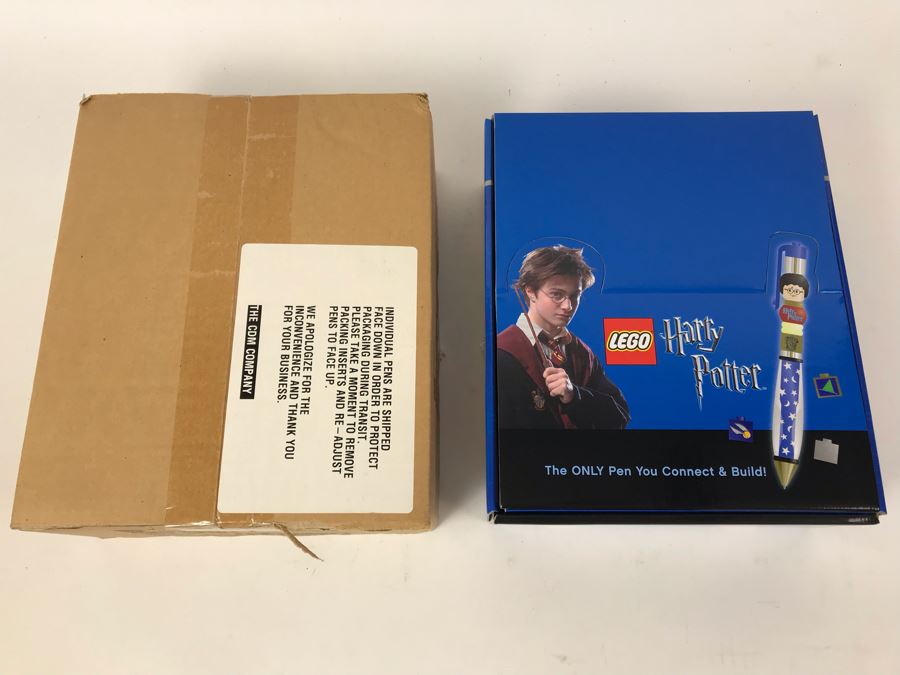 INDIVIDUAL PENS ARE SHIPPED
FACE DOWN IN ORDER TO PROTECT
PACKAGING DURING TRANSIT.
PLEASE TAKE A MOMENT TO REMOVE
PACKING INSERTS AND RE – ADJUST
PENS TO FACE UP.
WE APOLOGIZE FOR THE
INCONVENIENCE AND THANK YOU
FOR YOUR BUSINESS.
THE CDM COMPANY
LEGO Harry
Potter
Harry
Potter
The ONLY Pen You Connect & Build!